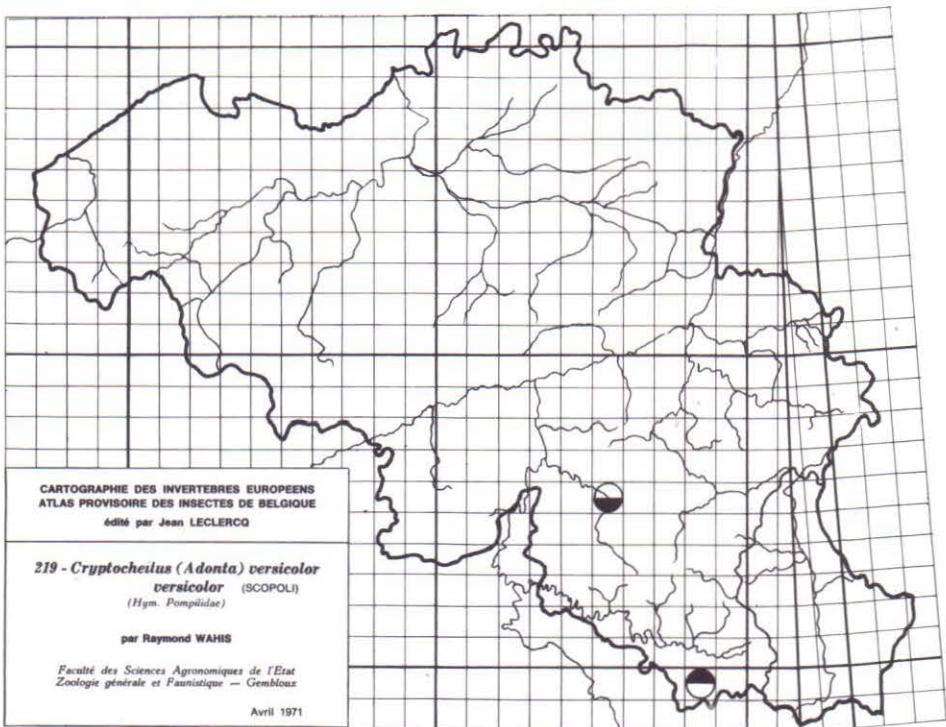 CARTOGRAPHIE DES INVERTEBRES EUROPEENS
ATLAS PROVISOIRE DES INSECTES DE BELGIQUE
édité par Jean LECLERCQ
219 - Cryptocheilus (Adonta) versicolor
versicolor (SCOPOLI)
(Hym. Pompilidae)
par Raymond WAHIS
Faculté des Sciences Agronomiques de l'Etat
Zoologie générale et Faunistique — Gembloux
Avril 1971